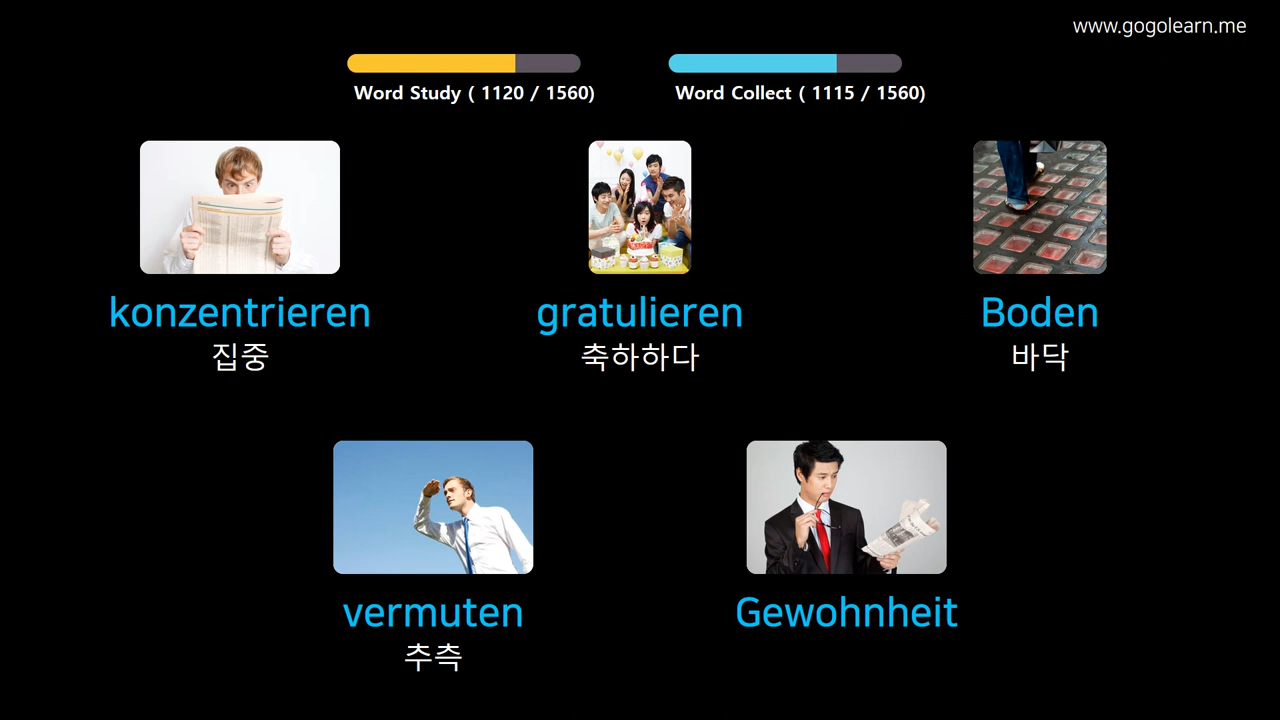 www.gogolearn.me
Word Study ( 1120 / 1560)
Word Collect ( 1115 / 1560)
konzentrieren
집중
gratulieren
축하하다
Boden
바닥
vermuten
추측
Gewohnheit